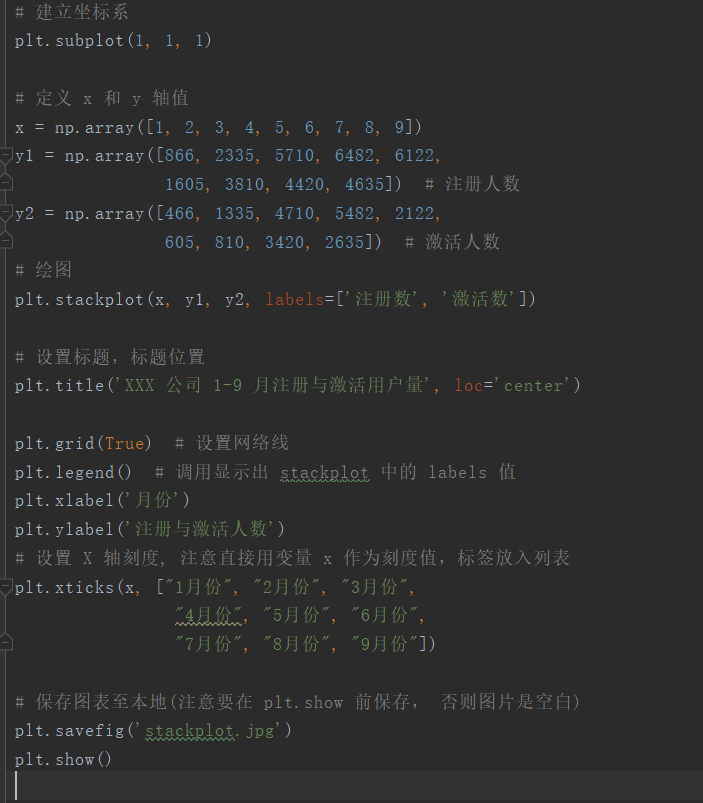 # 建立坐标系
plt.subplot(1, 1, 1)
# 定义 x 和 y 轴值
x = np.array([1, 2, 3, 4, 5, 6, 7, 8, 9])
y1 = np.array([866, 2335, 5710, 6482, 6122,
1605, 3810, 4420, 4635])  # 注册人数
y2 = np.array([466, 1335, 4710, 5482, 2122,
605, 810, 3420, 2635])  # 激活人数
# 绘图
plt.stackplot(x, y1, y2, labels=['注册数', '激活数'])
# 设置标题，标题位置
plt.title('XXX 公司 1-9 月注册与激活用户量', loc='center')
plt.grid(True)  # 设置网络线
plt.legend()  # 调用显示出 stackplot 中的 labels 值
plt.xlabel('月份')
plt.ylabel('注册与激活人数')
# 设置 X 轴刻度, 注意直接用变量 x 作为刻度值，标签放入列表
plt.xticks(x, ["1月份", "2月份", "3月份",
"4月份", "5月份", "6月份",
"7月份", "8月份", "9月份"])
# 保存图表至本地(注意要在 plt.show 前保存， 否则图片是空白)
plt.savefig('stackplot.jpg')
plt.show()